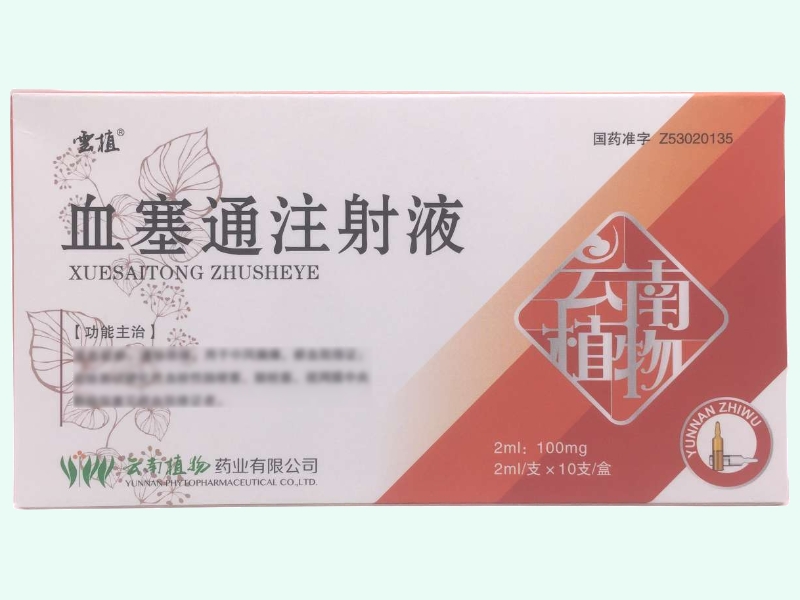 雲植®
国药准字 Z53020135
血塞通注射液
XUESAITONG ZHUSHEYE
【功能主治】
云南植物
2ml：100mg
2ml/支×10支/盒
YUNNAN ZHIWU
云南植物药业有限公司
YUNNAN PHYTOPHARMACEUTICAL CO.,LTD.